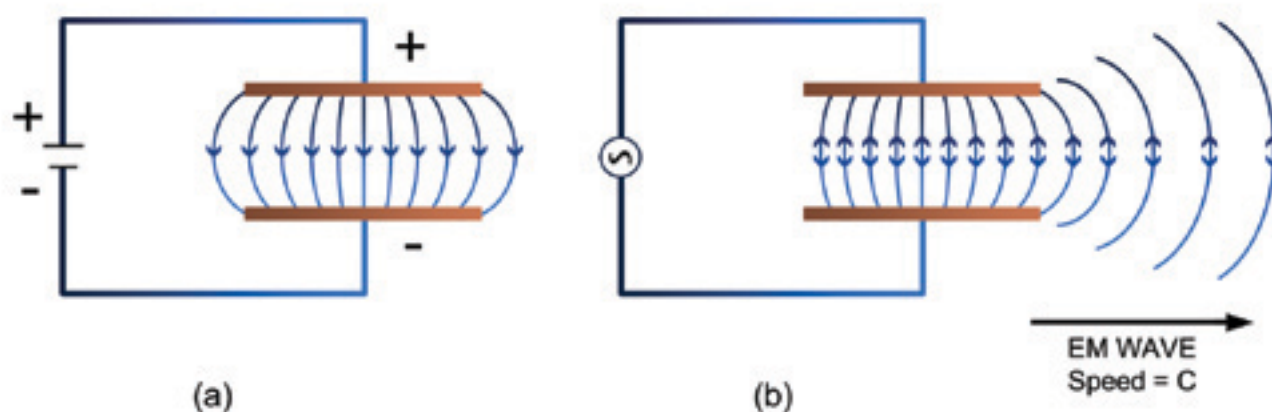 +
+
-
-
(a)
(b)
EM WAVE
Speed = C